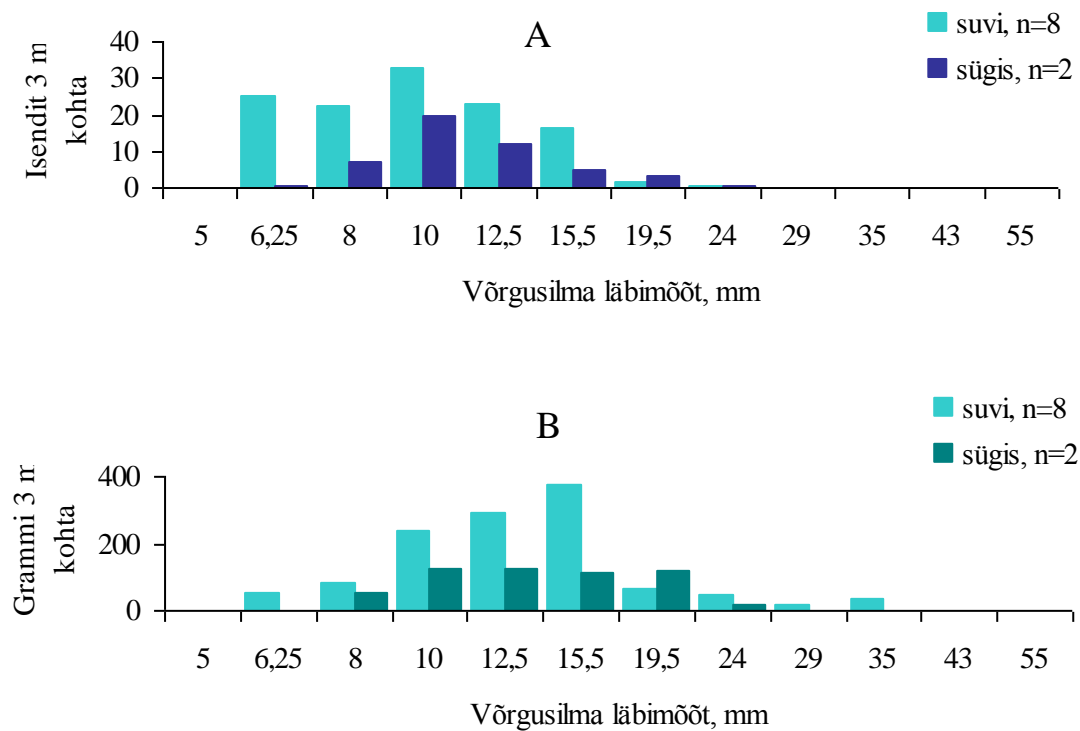 A
suvi, n=8
sügis, n=2
Isendit 3 m
kohta
40
30
20
10
0
5 6,25 8 10 12,5 15,5 19,5 24 29 35 43 55
Võrgusilma läbimõõt, mm
B
suvi, n=8
sügis, n=2
Grammi 3 m
kohta
400
200
0
5 6,25 8 10 12,5 15,5 19,5 24 29 35 43 55
Võrgusilma läbimõõt, mm